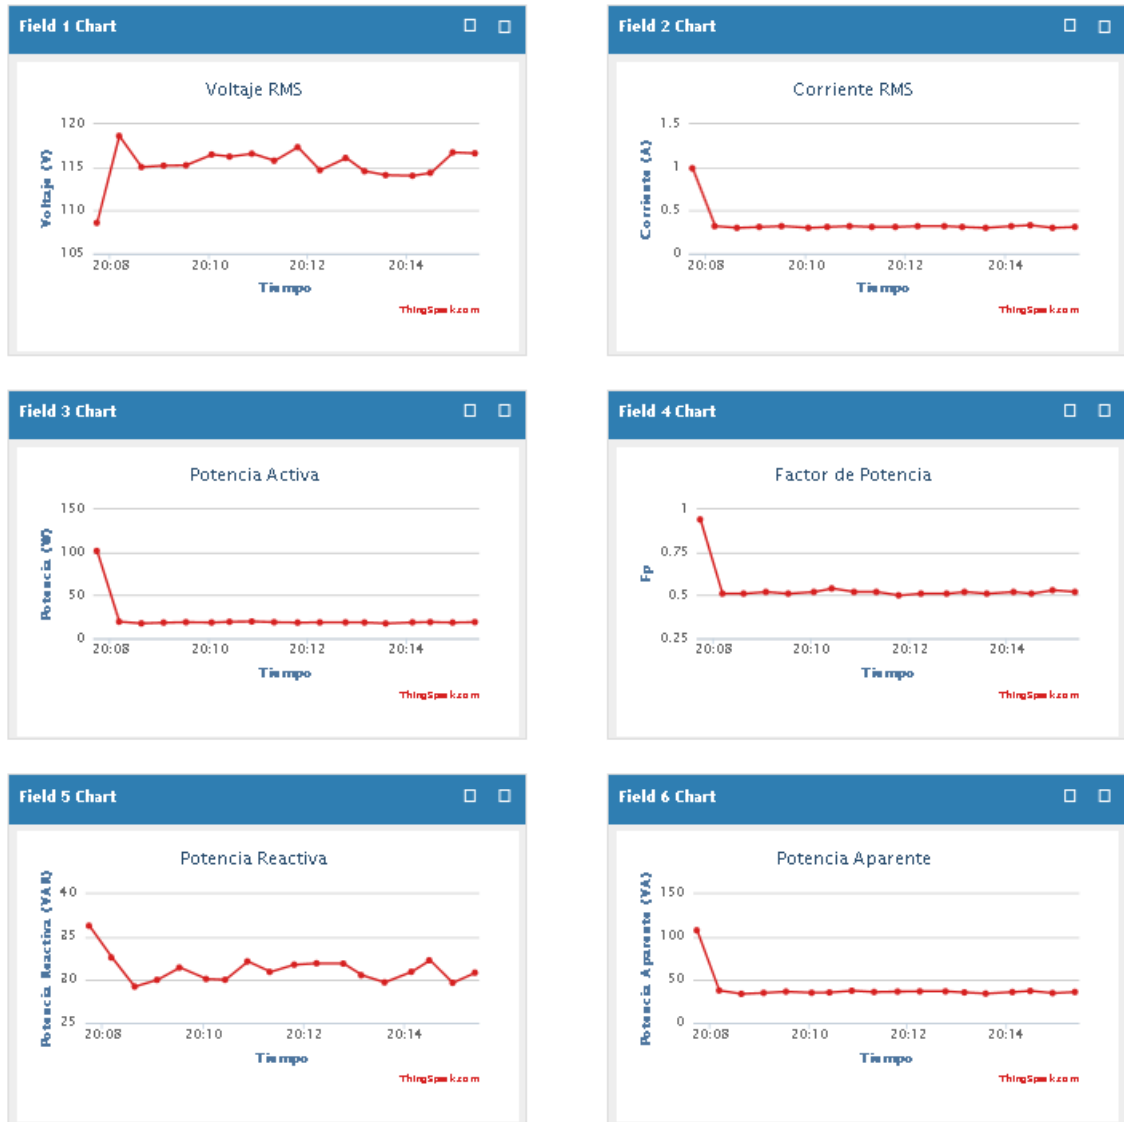 Field 1 Chart
Voltaje RMS
Voltaje (V)
120
115
110
105
20:08 20:10 20:12 20:14
Tiempo
ThingSpeak.com
Field 2 Chart
Corriente RMS
Corriente (A)
1.5
1
0.5
0
20:08 20:10 20:12 20:14
Tiempo
ThingSpeak.com
Field 3 Chart
Potencia Activa
Potencia (W)
150
100
50
0
20:08 20:10 20:12 20:14
Tiempo
ThingSpeak.com
Field 4 Chart
Factor de Potencia
Fp
1
0.75
0.5
0.25
20:08 20:10 20:12 20:14
Tiempo
ThingSpeak.com
Field 5 Chart
Potencia Reactiva
Potencia Reactiva (VAR)
40
35
30
25
20:08 20:10 20:12 20:14
Tiempo
ThingSpeak.com
Field 6 Chart
Potencia Aparente
Potencia Aparente (VA)
150
100
50
0
20:08 20:10 20:12 20:14
Tiempo
ThingSpeak.com